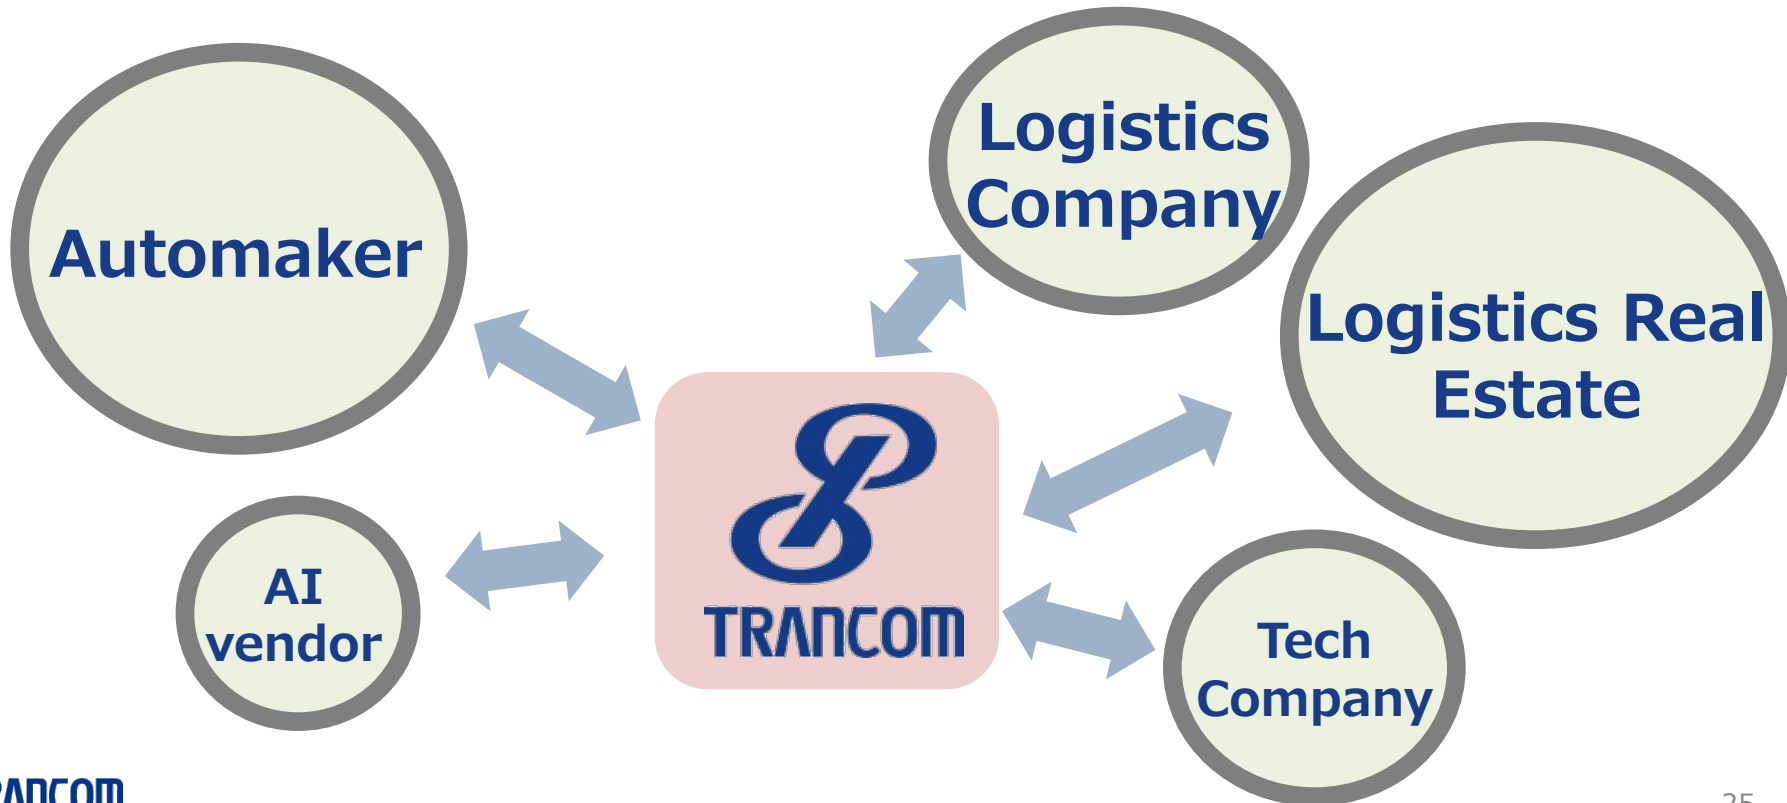 Logistics
Company
Automaker
Logistics Real
Estate
AI
vendor
TRANCOM
Tech
Company